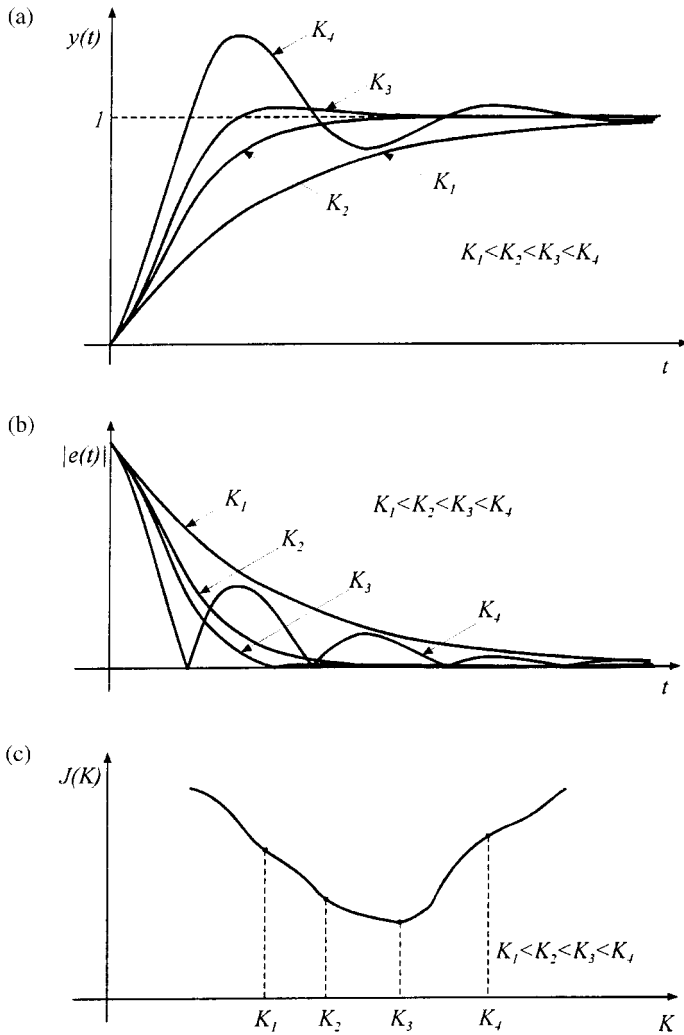 (a)
y(t)
K₄
K₃
1
K₂
K₁
K₁<K₂<K₃<K₄
t
(b)
|e(t)|
K₁
K₁<K₂<K₃<K₄
K₂
K₃
K₄
t
(c)
J(K)
K₁<K₂<K₃<K₄
K₁ K₂ K₃ K₄ K